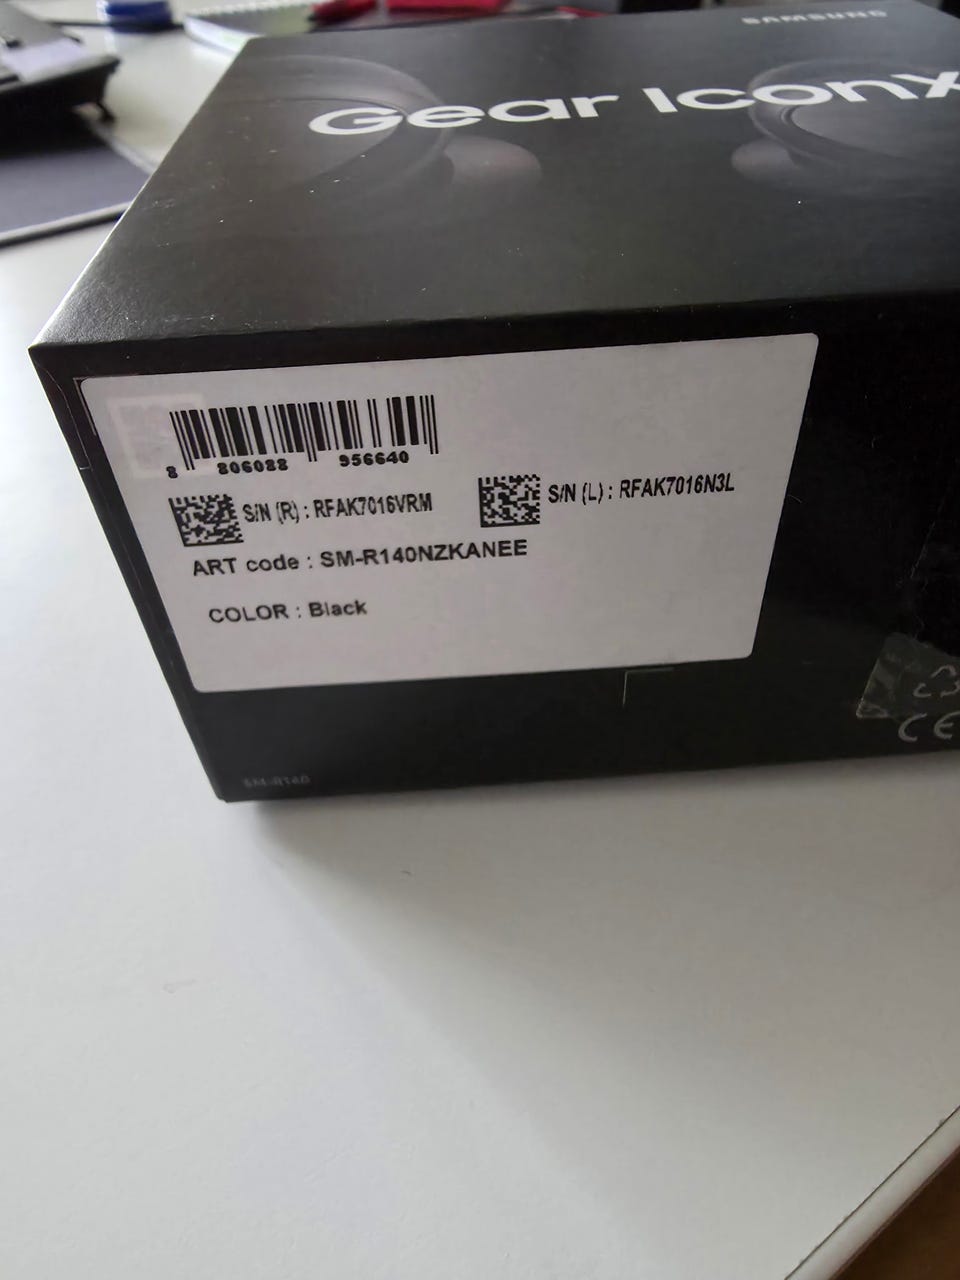 SAMSUNG
Gear IconX
8 806088 956640
S/N (R) : RFAK7016VRM
S/N (L) : RFAK7016N3L
ART code : SM-R140NZKANEE
COLOR : Black
CE
SM-R140